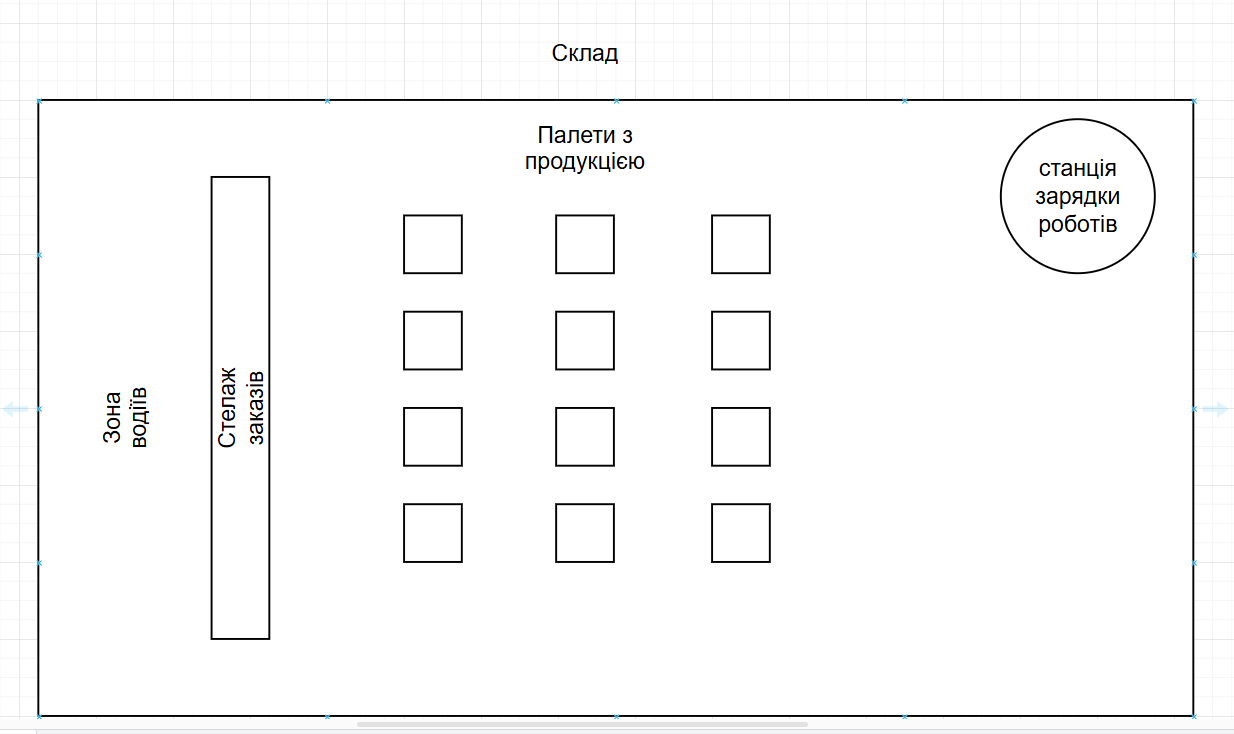 Склад
Палети з
продукцією
станція
зарядки
роботів
Зона
водіїв
Стелаж
заказів